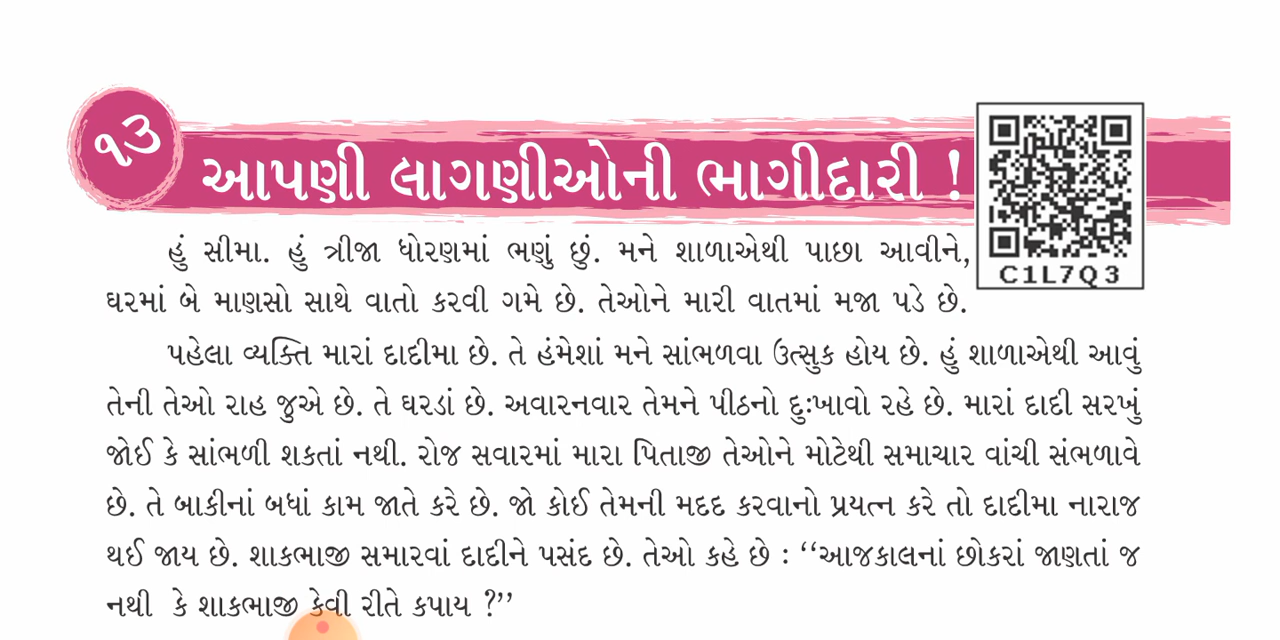 ૧૩
આપણી લાગણીઓની ભાગીદારી !
C1L7Q3
હું સીમા. હું ત્રીજા ધોરણમાં ભણું છું. મને શાળાએથી પાછા આવીને,
ઘરમાં બે માણસો સાથે વાતો કરવી ગમે છે. તેઓને મારી વાતમાં મજા પડે છે.
પહેલા વ્યક્તિ મારાં દાદીમા છે. તે હંમેશાં મને સાંભળવા ઉત્સુક હોય છે. હું શાળાએથી આવું
તેની તેઓ રાહ જુએ છે. તે ઘરડાં છે. અવારનવાર તેમને પીઠનો દુઃખાવો રહે છે. મારાં દાદી સરખું
જોઈ કે સાંભળી શકતાં નથી. રોજ સવારમાં મારા પિતાજી તેઓને મોટેથી સમાચાર વાંચી સંભળાવે
છે. તે બાકીનાં બધાં કામ જાતે કરે છે. જો કોઈ તેમની મદદ કરવાનો પ્રયત્ન કરે તો દાદીમા નારાજ
થઈ જાય છે. શાકભાજી સમારવાં દાદીને પસંદ છે. તેઓ કહે છે : ‘‘આજકાલનાં છોકરાં જાણતાં જ
નથી કે શાકભાજી કેવી રીતે કપાય ?’’